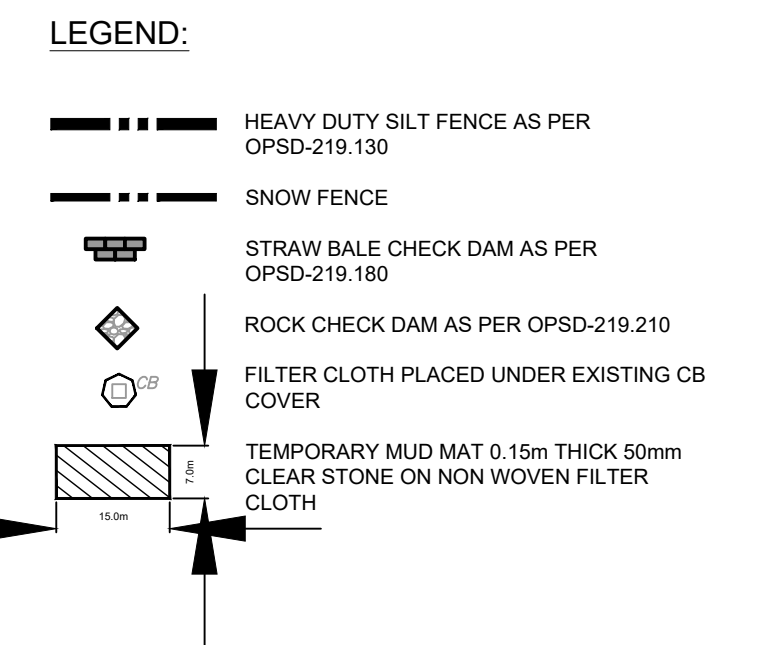 LEGEND:
HEAVY DUTY SILT FENCE AS PER
OPSD-219.130
SNOW FENCE
STRAW BALE CHECK DAM AS PER
OPSD-219.180
ROCK CHECK DAM AS PER OPSD-219.210
CB
FILTER CLOTH PLACED UNDER EXISTING CB
COVER
TEMPORARY MUD MAT 0.15m THICK 50mm
CLEAR STONE ON NON WOVEN FILTER
CLOTH
7.0m
15.0m